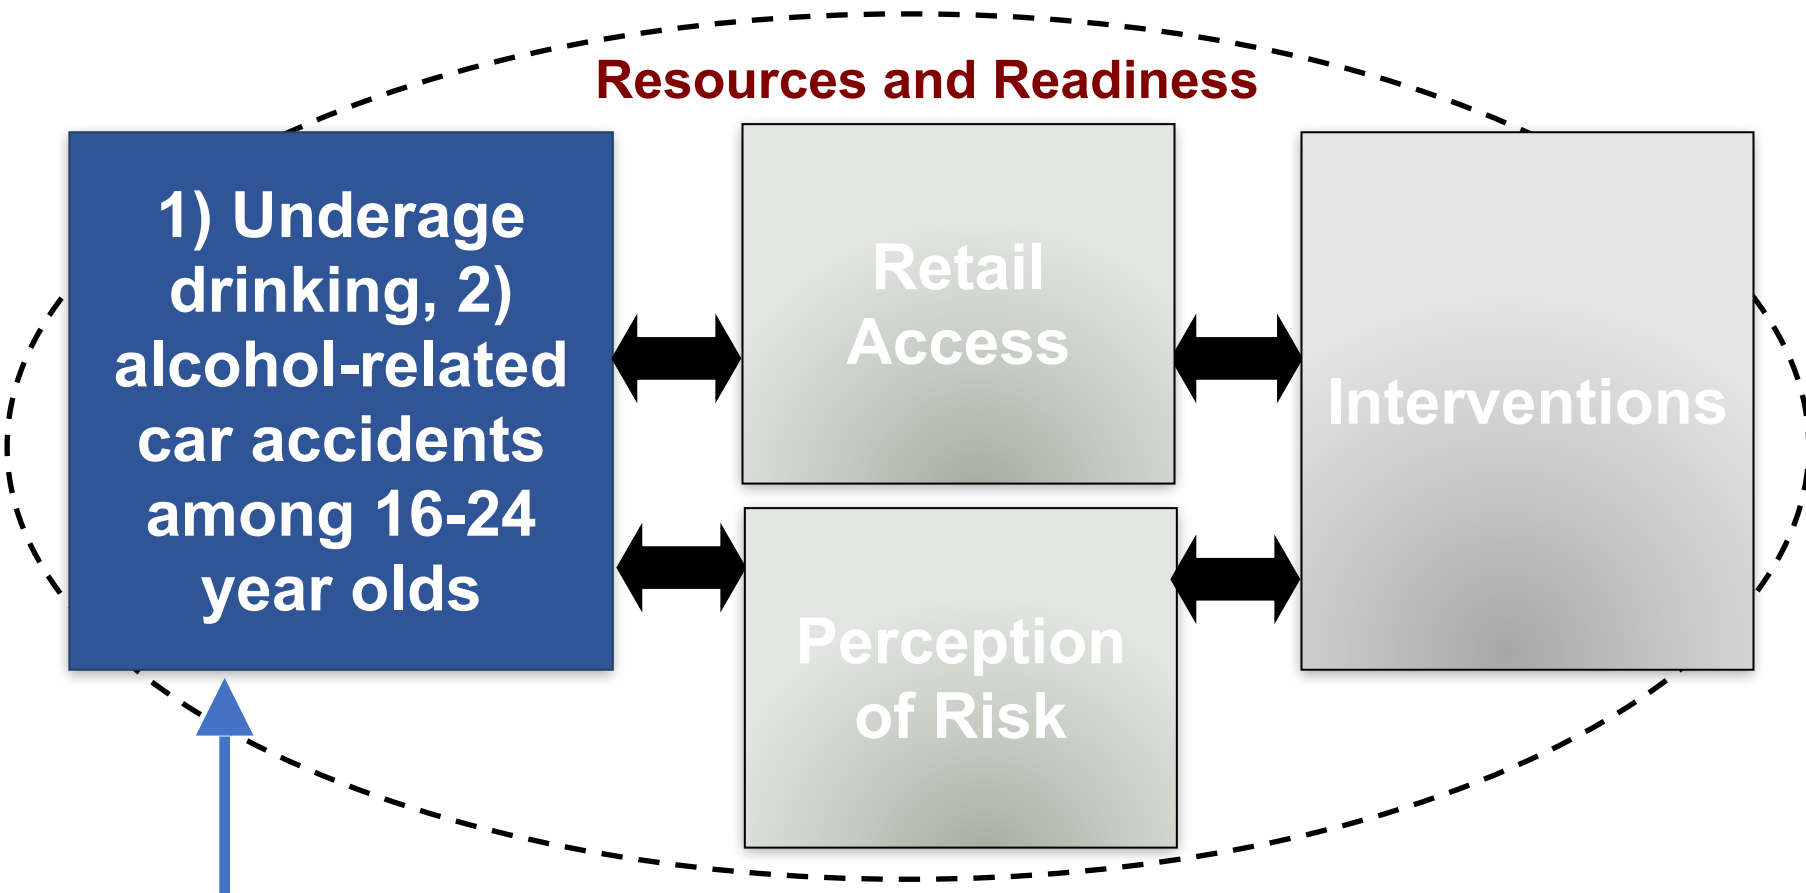 Resources and Readiness
1) Underage
drinking, 2)
alcohol-related
car accidents
among 16-24
year olds
Retail
Access
Perception
of Risk
Interventions